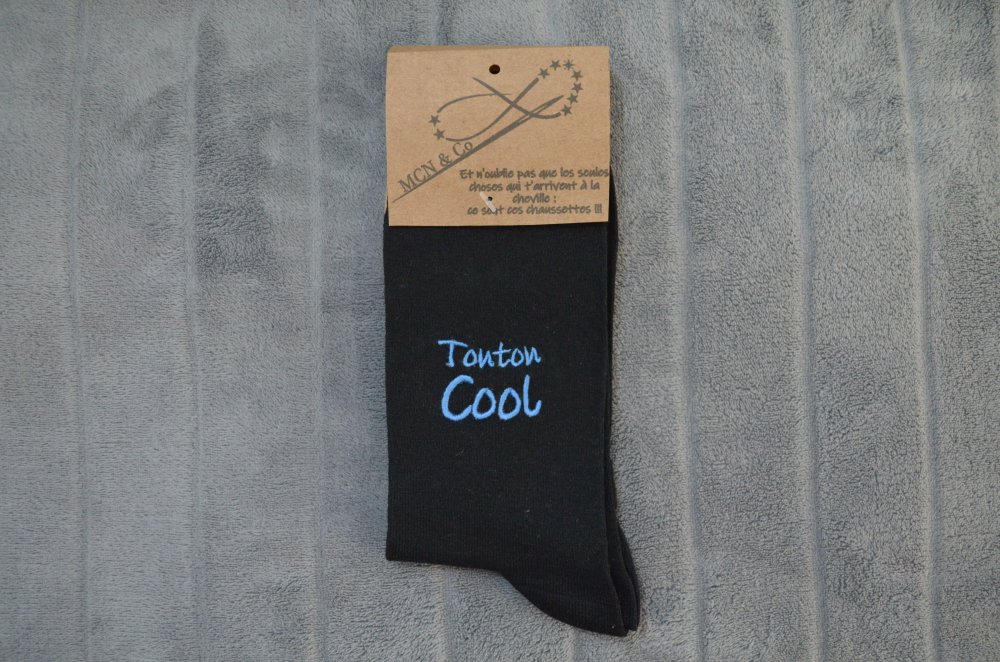 MCN & Co
Et n'oublie pas que les seules
choses qui t'arrivent à la
cheville :
ce sont ces chaussettes !!!
Tonton
Cool